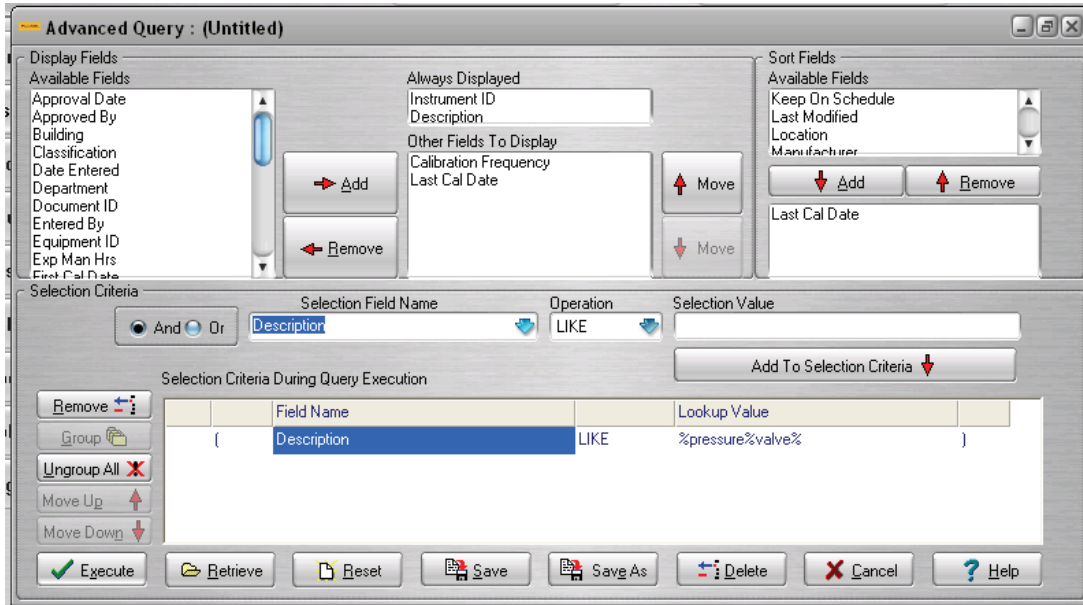 Advanced Query : (Untitled)
Display Fields
Available Fields
Approval Date
Approved By
Building
Classification
Date Entered
Department
Document ID
Entered By
Equipment ID
Exp Man Hrs
First Cal Date
Add
Remove
Always Displayed
Instrument ID
Description
Other Fields To Display
Calibration Frequency
Last Cal Date
Move
Move
Sort Fields
Available Fields
Keep On Schedule
Last Modified
Location
Manufacturer
Add
Remove
Last Cal Date
Selection Criteria
And
Or
Selection Field Name
Description
Operation
LIKE
Selection Value
Add To Selection Criteria
Selection Criteria During Query Execution
Remove
Group
Ungroup All
Move Up
Move Down
Field Name
Lookup Value
( Description LIKE %pressure%valve% )
Execute
Retrieve
Reset
Save
Save As
Delete
Cancel
Help